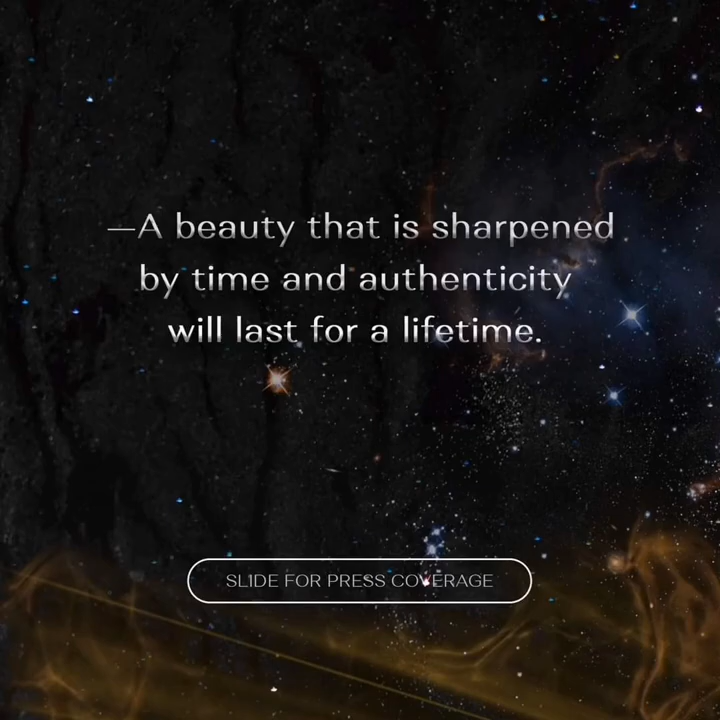 —A beauty that is sharpened
by time and authenticity
will last for a lifetime.
SLIDE FOR PRESS COVERAGE